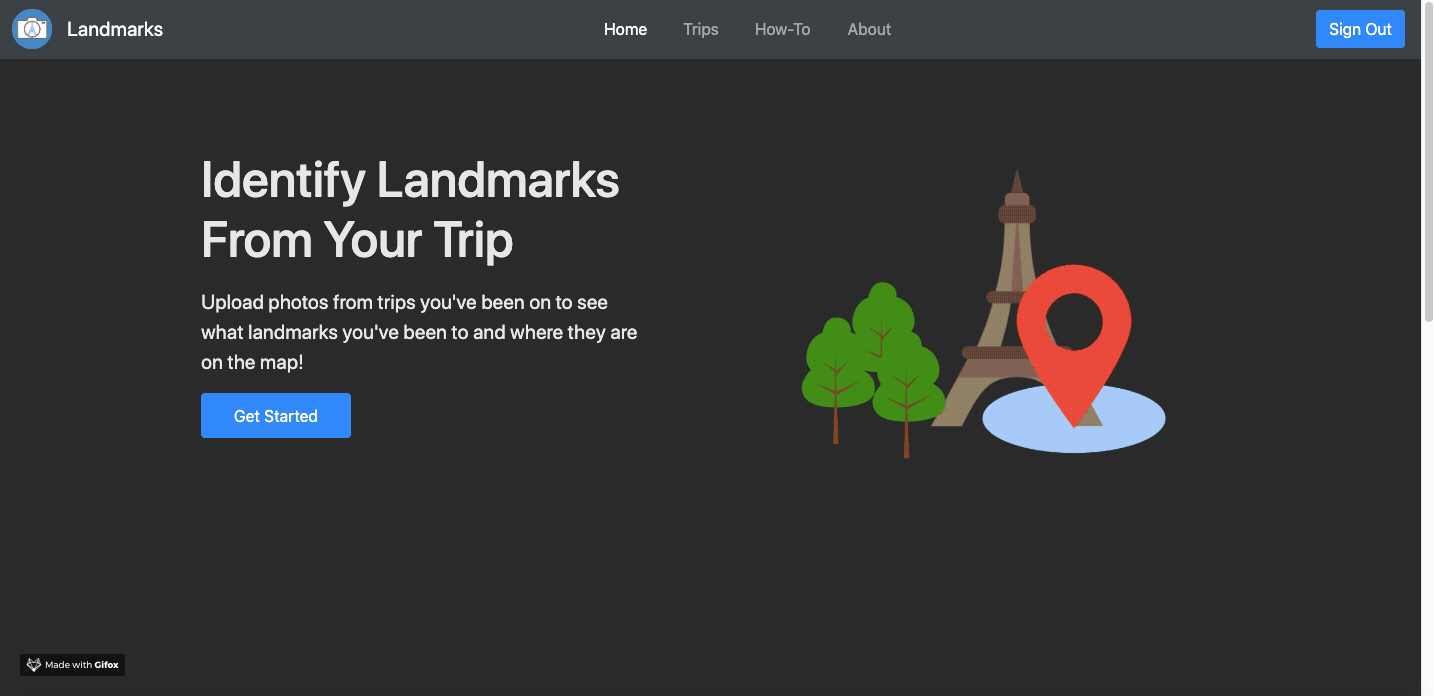 Landmarks
Home
Trips
How-To
About
Sign Out
Identify Landmarks
From Your Trip
Upload photos from trips you've been on to see
what landmarks you've been to and where they are
on the map!
Get Started
Made with Gifox